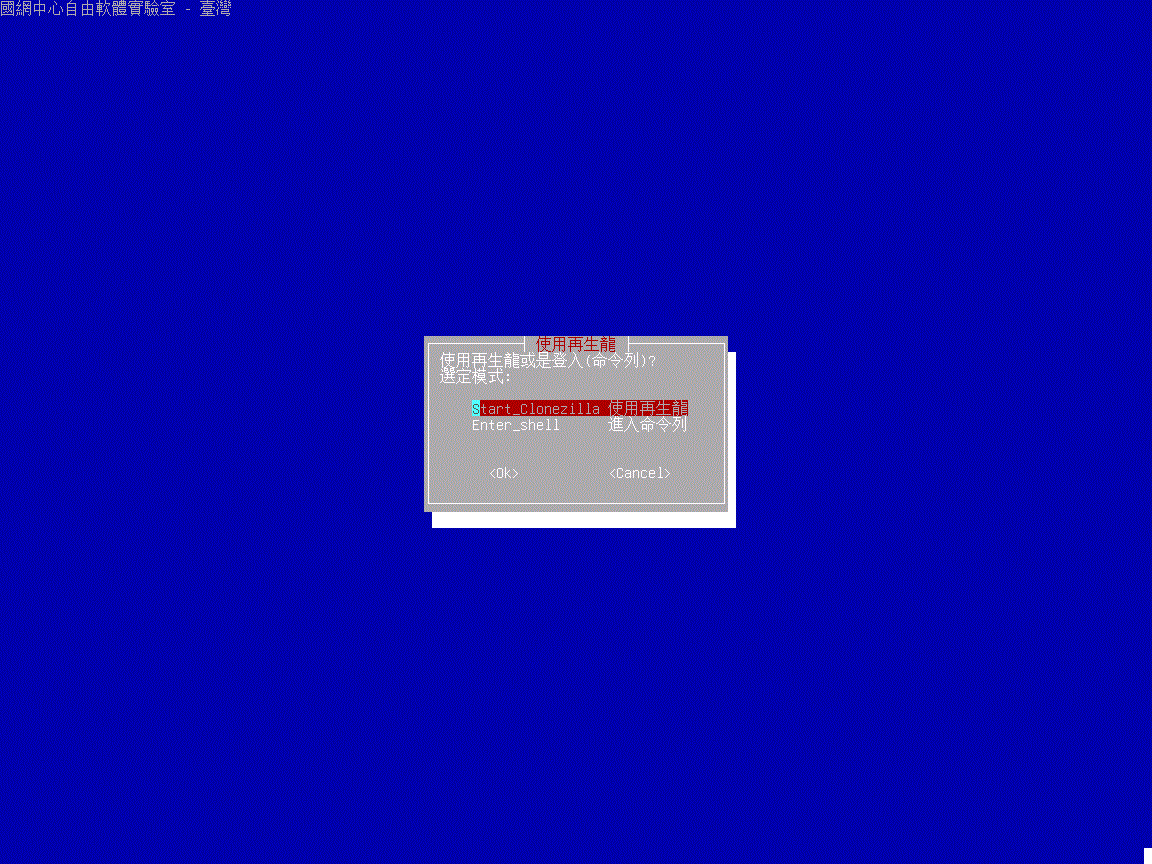 國網中心自由軟體實驗室 - 臺灣
使用再生龍
使用再生龍或是登入(命令列)?
選定模式:
Start_Clonezilla 使用再生龍
Enter_shell 進入命令列
<Ok> <Cancel>